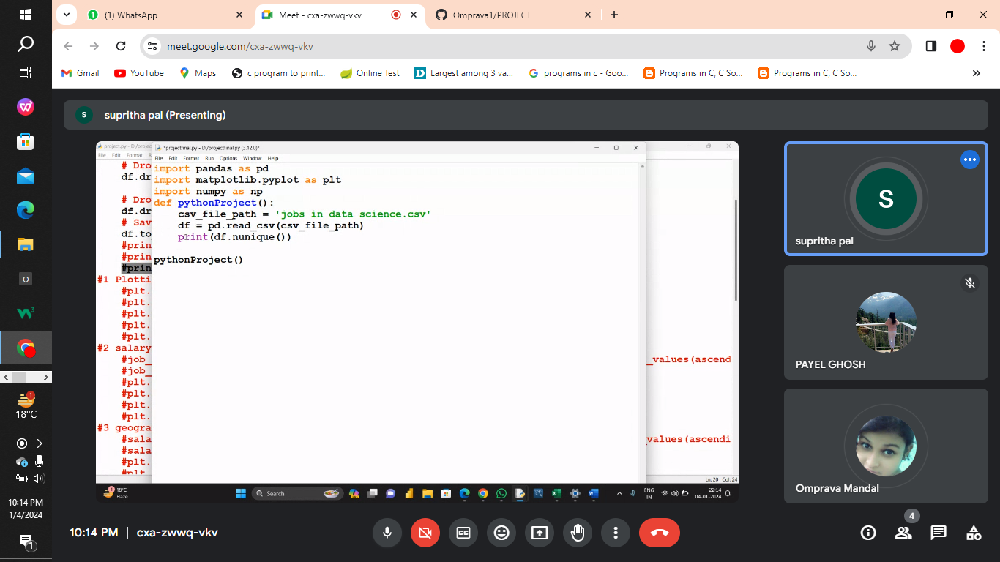 (1) WhatsApp
Meet - cxa-zwwq-vkv
Omprava1/PROJECT
meet.google.com/cxa-zwwq-vkv
Gmail
YouTube
Maps
c program to print...
Online Test
Largest among 3 va...
programs in c - Goo...
Programs in C, C So...
Programs in C, C So...
S
supritha pal (Presenting)
project.py - D:/projec
File Edit Format R
*projectfinal.py - D:/projectfinal.py (3.12.0)*
File Edit Format Run Options Window Help
import pandas as pd
import matplotlib.pyplot as plt
import numpy as np
def pythonProject():
csv_file_path = 'jobs in data science.csv'
df = pd.read_csv(csv_file_path)
print(df.nunique())
pythonProject()
# Dro
df.dr
# Dro
df.dr
# Sav
df.to
#prin
#prin
#prin
#1 Plotti
#plt.
#plt.
#plt.
#plt.
#plt.
#2 salary
#job_
_values(ascend
#job_
#plt.
#plt.
#plt.
#plt.
#3 geogra
#sala
values(ascendi
#sala
#plt.
#plt
Ln: 20 Col: 24
18°C
Haze
Search
ENG
IN
22:14
04-01-2024
S
supritha pal
PAYEL GHOSH
Omprava Mandal
18°C
10:14 PM
1/4/2024
1
10:14 PM
cxa-zwwq-vkv
4